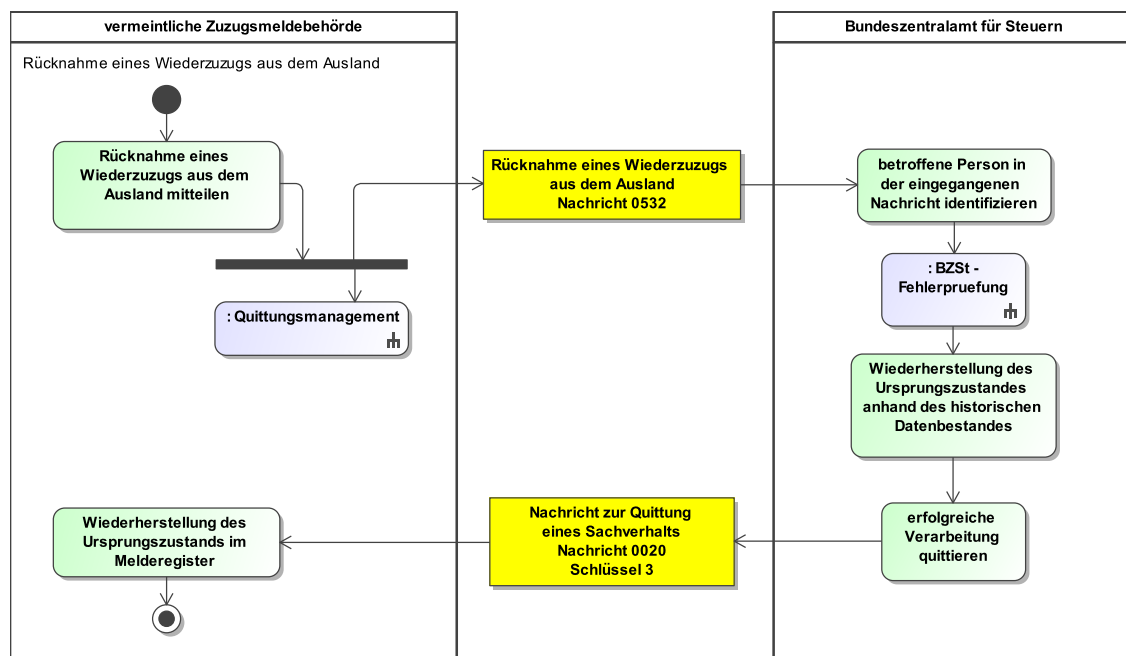 vermeintliche Zuzugsmeldebehörde
Bundeszentralamt für Steuern
Rücknahme eines Wiederzuzugs aus dem Ausland
Rücknahme eines
Wiederzuzugs aus dem
Ausland mitteilen
Rücknahme eines Wiederzuzugs
aus dem Ausland
Nachricht 0532
betroffene Person in
der eingegangenen
Nachricht identifizieren
: BZSt -
Fehlerpruefung
: Quittungsmanagement
Wiederherstellung des
Ursprungszustandes
anhand des historischen
Datenbestandes
Wiederherstellung des
Ursprungszustands im
Melderegister
Nachricht zur Quittung
eines Sachverhalts
Nachricht 0020
Schlüssel 3
erfolgreiche
Verarbeitung
quittieren